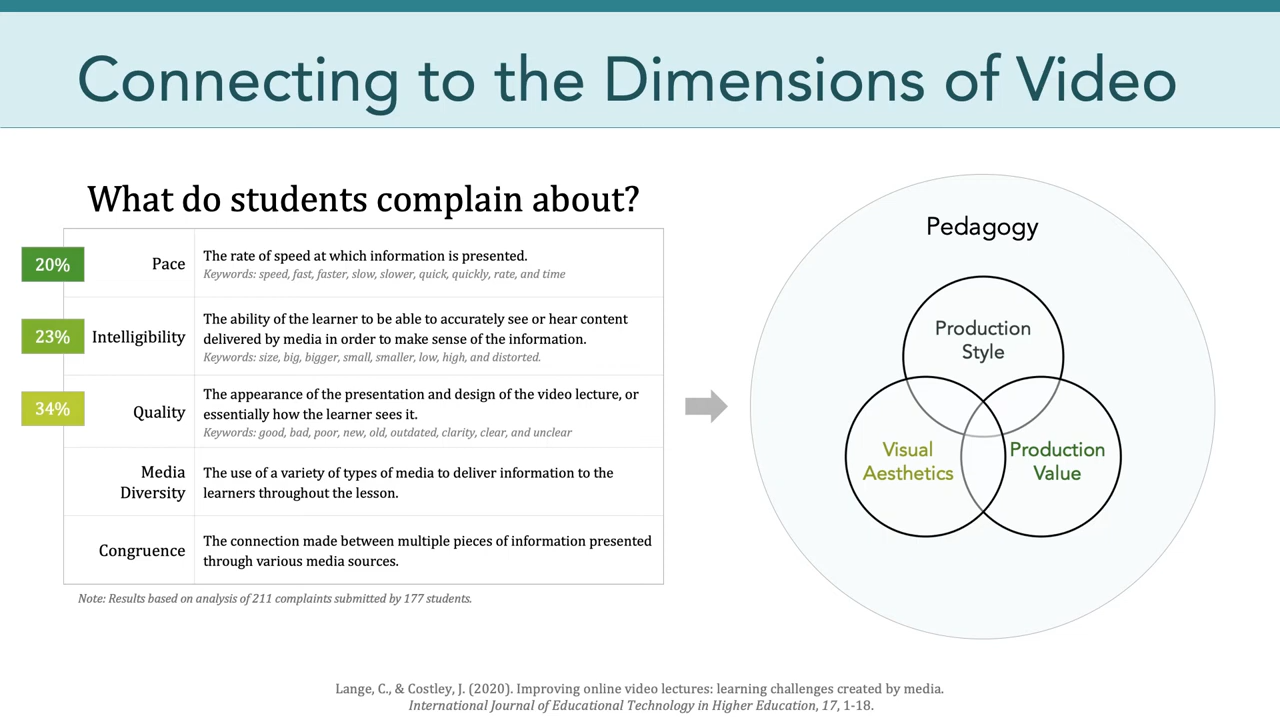 Connecting to the Dimensions of Video
What do students complain about?
20%
Pace
The rate of speed at which information is presented.
Keywords: speed, fast, faster, slow, slower, quick, quickly, rate, and time
23%
Intelligibility
The ability of the learner to be able to accurately see or hear content
delivered by media in order to make sense of the information.
Keywords: size, big, bigger, small, smaller, low, high, and distorted.
34%
Quality
The appearance of the presentation and design of the video lecture, or
essentially how the learner sees it.
Keywords: good, bad, poor, new, old, outdated, clarity, clear, and unclear
Media
Diversity
The use of a variety of types of media to deliver information to the
learners throughout the lesson.
Congruence
The connection made between multiple pieces of information presented
through various media sources.
Note: Results based on analysis of 211 complaints submitted by 177 students.
Pedagogy
Production
Style
Visual
Aesthetics
Production
Value
Lange, C., & Costley, J. (2020). Improving online video lectures: learning challenges created by media.
International Journal of Educational Technology in Higher Education, 17, 1-18.